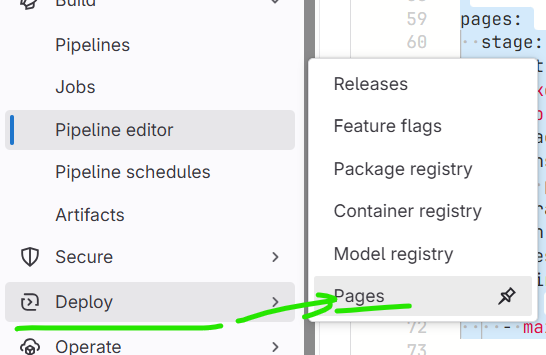 Build
Pipelines
Jobs
Pipeline editor
Pipeline schedules
Artifacts
Secure
Deploy
Operate
Releases
Feature flags
Package registry
Container registry
Model registry
Pages
59
pages:
60
stage:
72
- ma
73